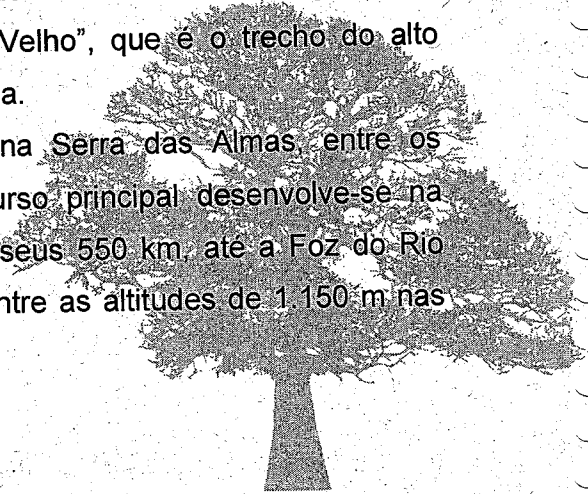 Velho”, que é o trecho do alto
a.
na Serra das Almas, entre os
urso principal desenvolve-se na
seus 550 km, até a Foz do Rio
ntre as altitudes de 1.150 m nas